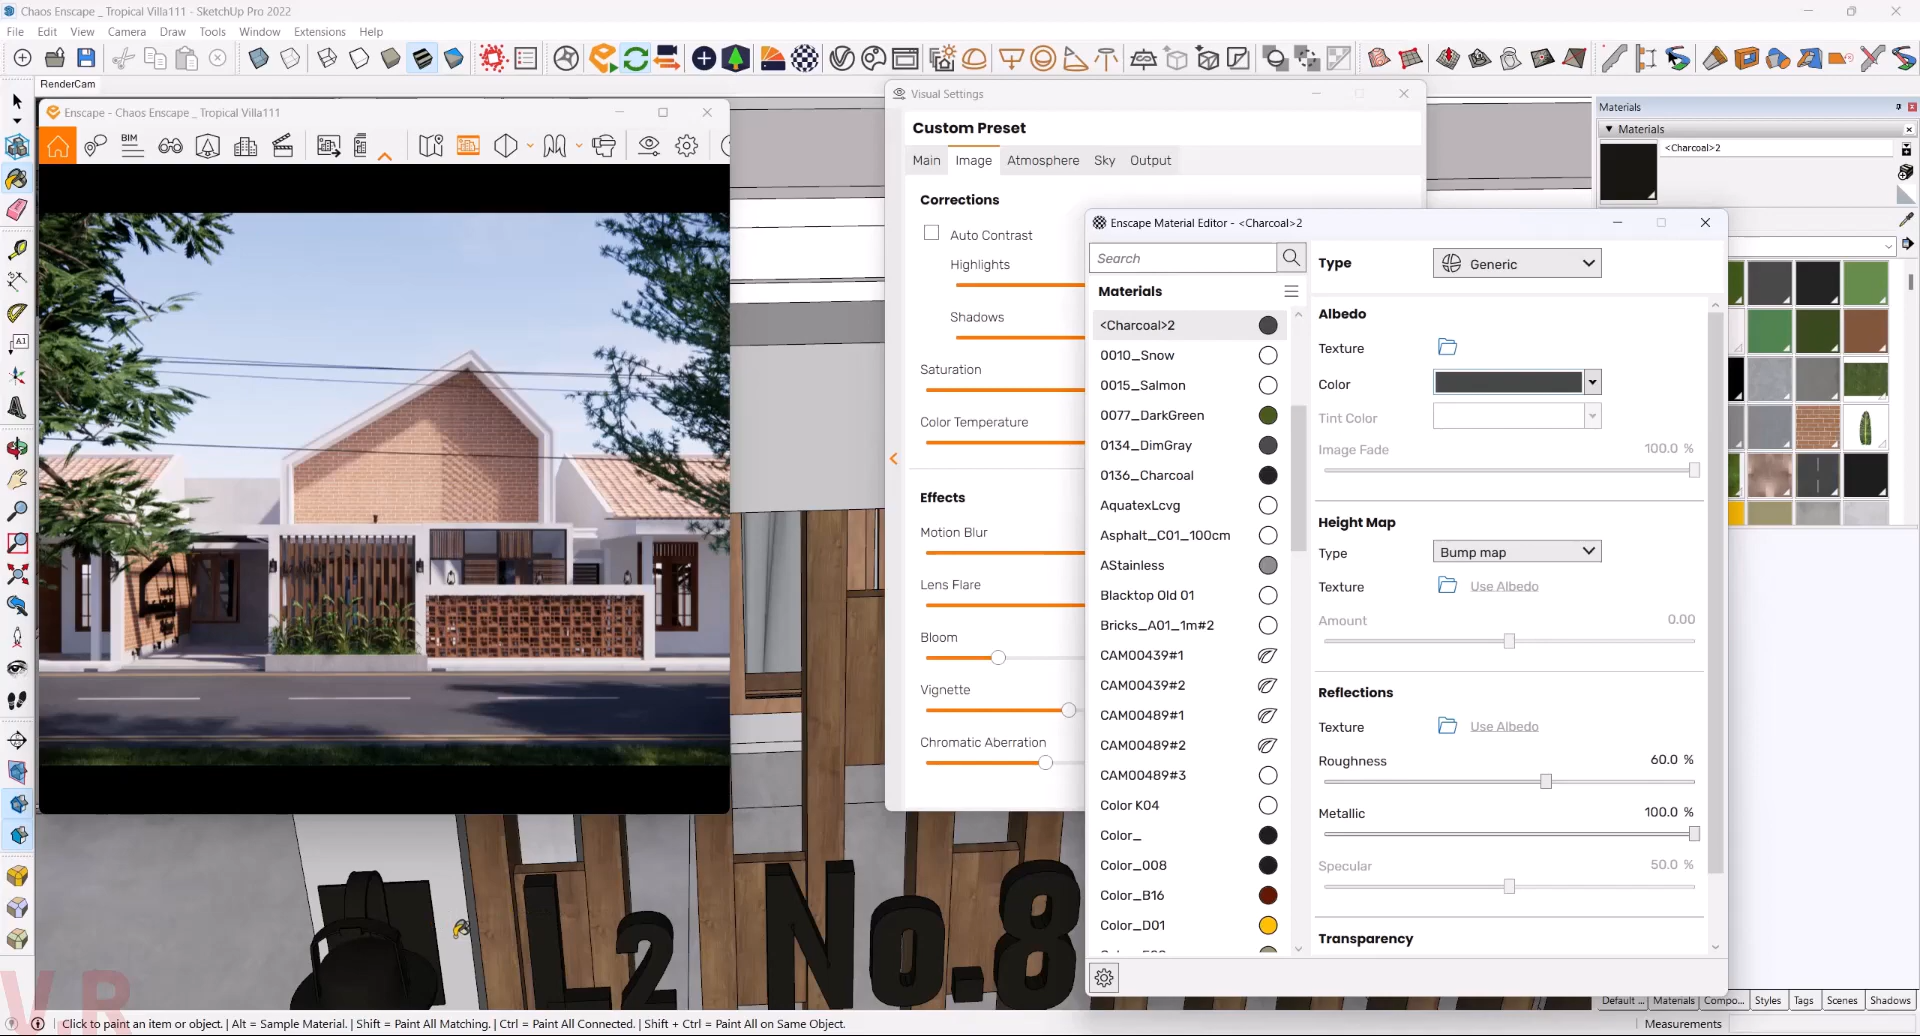 Chaos Enscape _ Tropical Villa111 - SketchUp Pro 2022
File Edit View Camera Draw Tools Window Extensions Help
RenderCam
Enscape - Chaos Enscape _ Tropical Villa111
BIM
Visual Settings
Custom Preset
Main Image Atmosphere Sky Output
Corrections
Auto Contrast
Highlights
Shadows
Saturation
Color Temperature
Effects
Motion Blur
Lens Flare
Bloom
Vignette
Chromatic Aberration
Enscape Material Editor - <Charcoal>2
Search
Materials
<Charcoal>2
0010_Snow
0015_Salmon
0077_DarkGreen
0134_DimGray
0136_Charcoal
AquatexLcvg
Asphalt_C01_100cm
AStainless
Blacktop Old 01
Bricks_A01_1m#2
CAM00439#1
CAM00439#2
CAM00489#1
CAM00489#2
CAM00489#3
Color K04
Color_
Color_008
Color_B16
Color_D01
Type Generic
Albedo
Texture
Color
Tint Color
Image Fade 100.0 %
Height Map
Type Bump map
Texture Use Albedo
Amount 0.00
Reflections
Texture Use Albedo
Roughness 60.0 %
Metallic 100.0 %
Specular 50.0 %
Transparency
Materials
Materials
<Charcoal>2
A1
L2 No.8
V.R
Default ... Materials Compo... Styles Tags Scenes Shadows
Click to paint an item or object. | Alt = Sample Material. | Shift = Paint All Matching. | Ctrl = Paint All Connected. | Shift + Ctrl = Paint All on Same Object.
Measurements